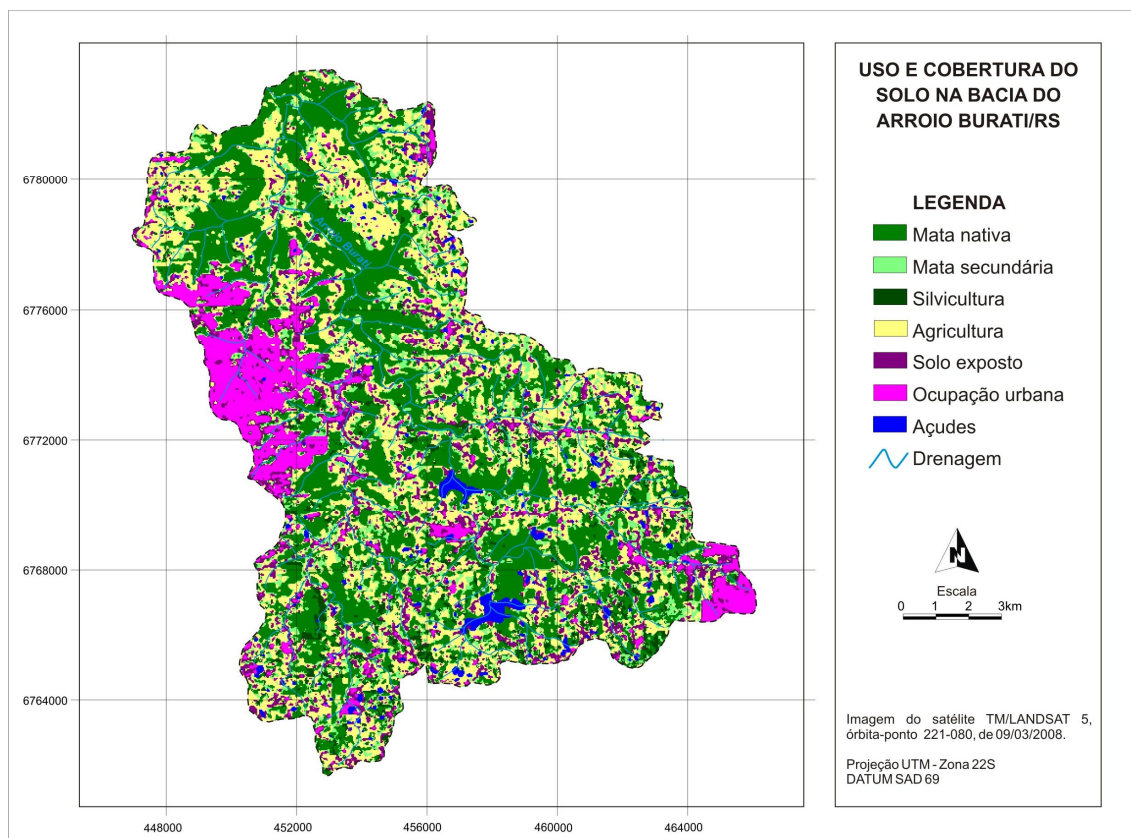 USO E COBERTURA DO
SOLO NA BACIA DO
ARROIO BURATI/RS
LEGENDA
Mata nativa
Mata secundária
Silvicultura
Agricultura
Solo exposto
Ocupação urbana
Açudes
Drenagem
N
Escala
0 1 2 3km
Imagem do satélite TM/LANDSAT 5,
órbita-ponto 221-080, de 09/03/2008.
Projeção UTM - Zona 22S
DATUM SAD 69
6780000
6776000
6772000
6768000
6764000
448000 452000 456000 460000 464000
Arroio Burati